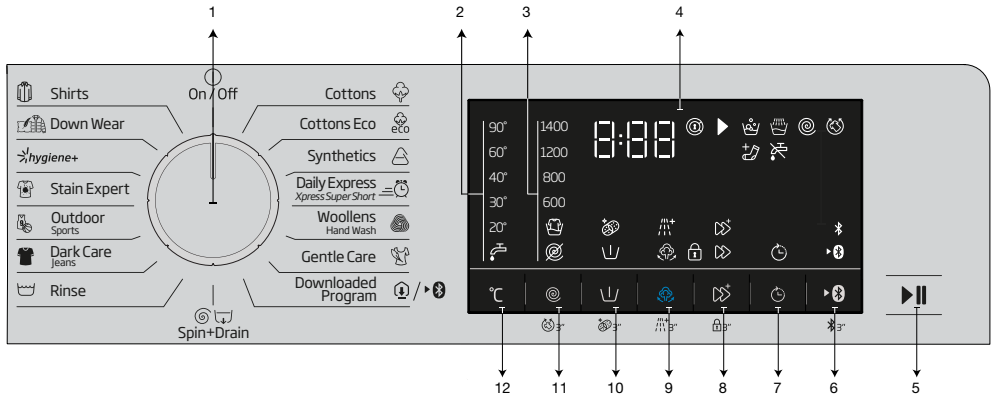 1
2
3
4
On / Off
Shirts
Down Wear
hygiene+
Stain Expert
Outdoor
Sports
Dark Care
Jeans
Rinse
Spin+Drain
Cottons
Cottons Eco
eco
Synthetics
Daily Express
Xpress Super Short
Woollens
Hand Wash
Gentle Care
Downloaded
Program
/
90° 1400
60° 1200
40° 800
30° 600
20°
8:88
°C
3" 3" 3" 3" 3"
12
11
10
9
8
7
6
5